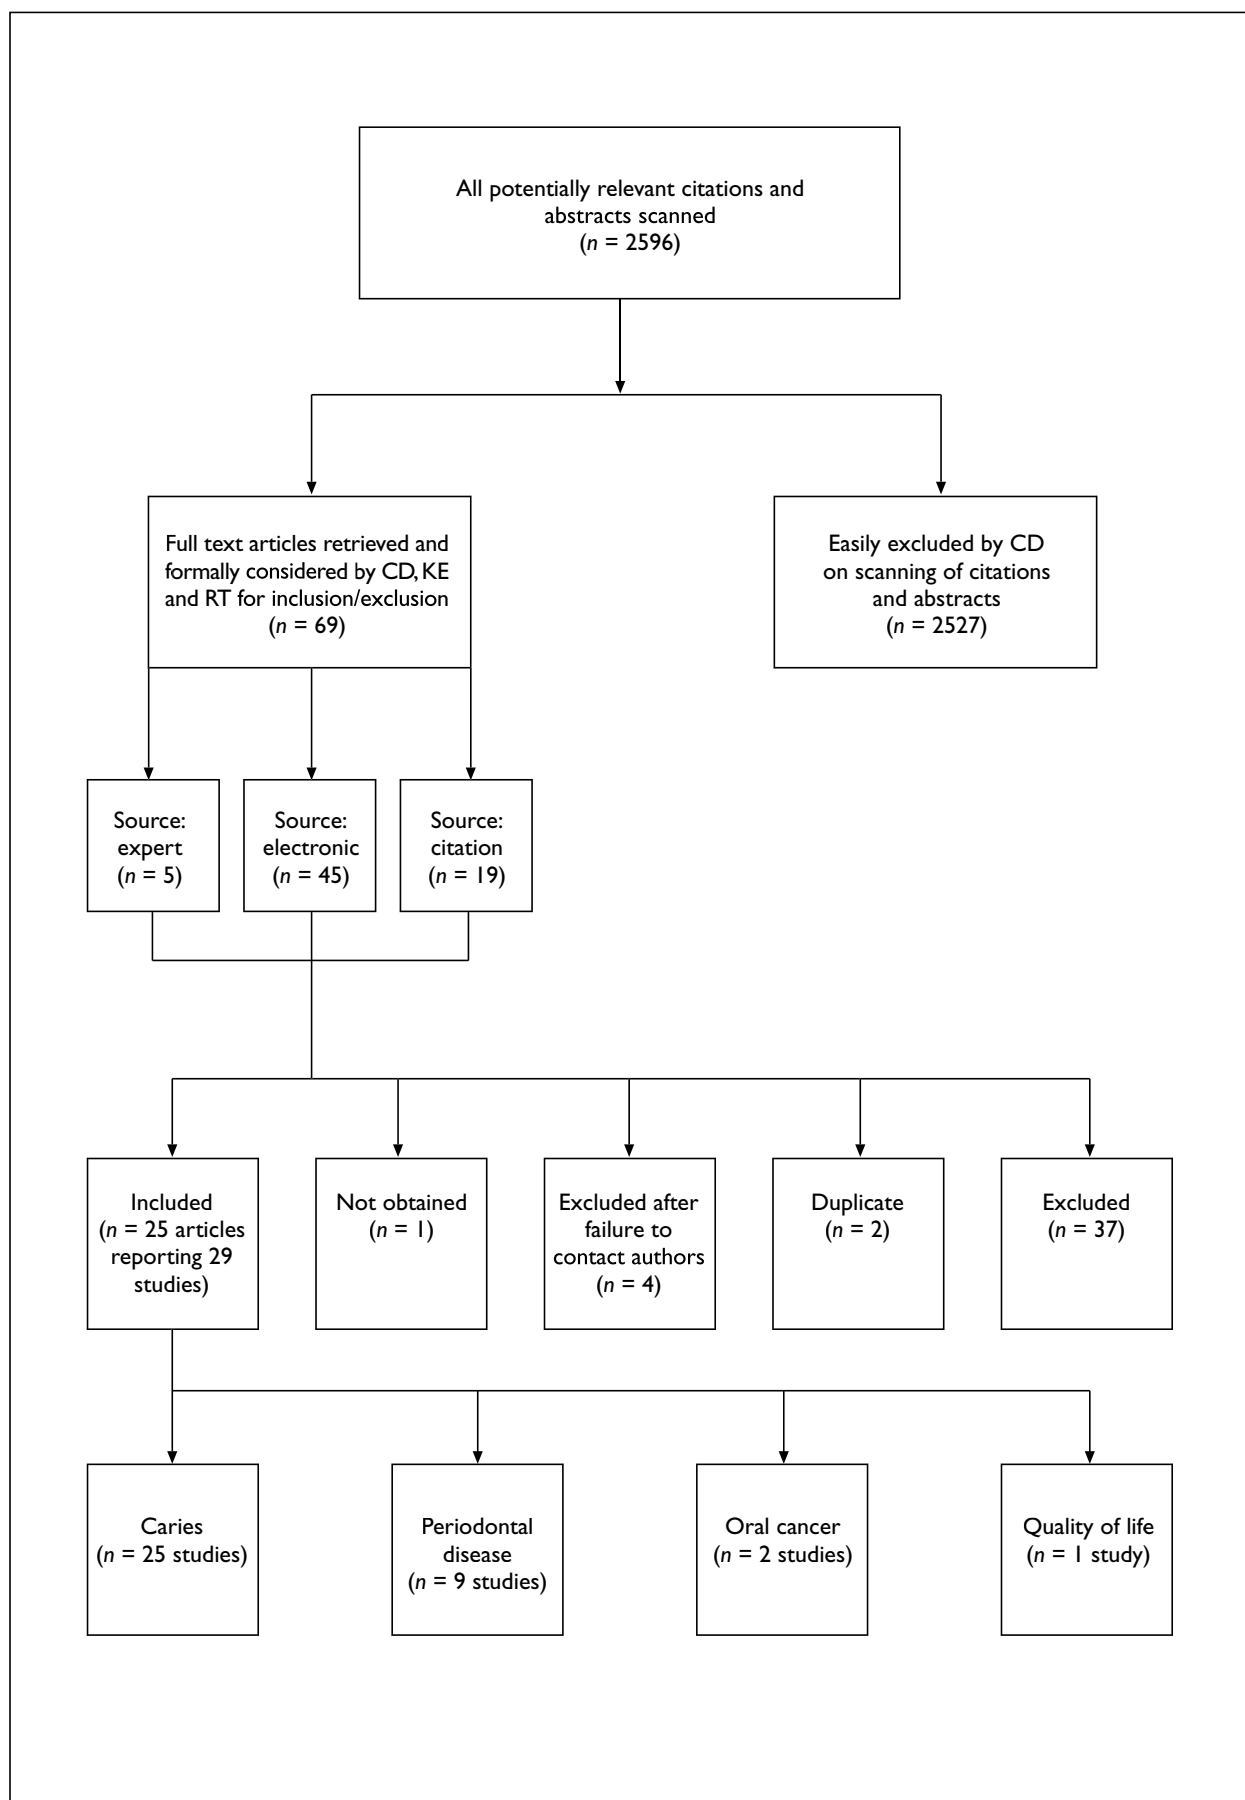 All potentially relevant citations and
abstracts scanned
(n = 2596)
Full text articles retrieved and
formally considered by CD, KE
and RT for inclusion/exclusion
(n = 69)
Easily excluded by CD
on scanning of citations
and abstracts
(n = 2527)
Source:
expert
(n = 5)
Source:
electronic
(n = 45)
Source:
citation
(n = 19)
Included
(n = 25 articles
reporting 29
studies)
Not obtained
(n = 1)
Excluded after
failure to
contact authors
(n = 4)
Duplicate
(n = 2)
Excluded
(n = 37)
Caries
(n = 25 studies)
Periodontal
disease
(n = 9 studies)
Oral cancer
(n = 2 studies)
Quality of life
(n = 1 study)